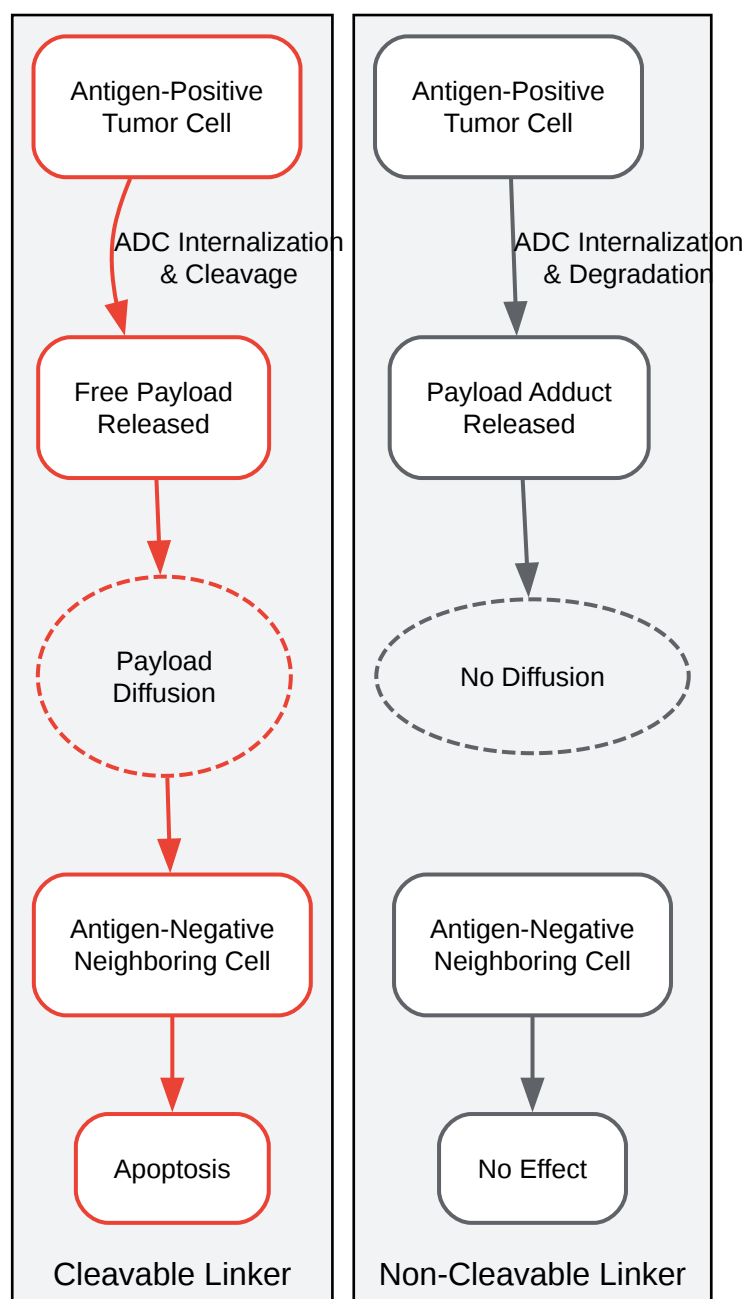 Antigen-Positive
Tumor Cell
ADC Internalization
& Cleavage
Free Payload
Released
Payload
Diffusion
Antigen-Negative
Neighboring Cell
Apoptosis
Cleavable Linker
Antigen-Positive
Tumor Cell
ADC Internalization
& Degradation
Payload Adduct
Released
No Diffusion
Antigen-Negative
Neighboring Cell
No Effect
Non-Cleavable Linker